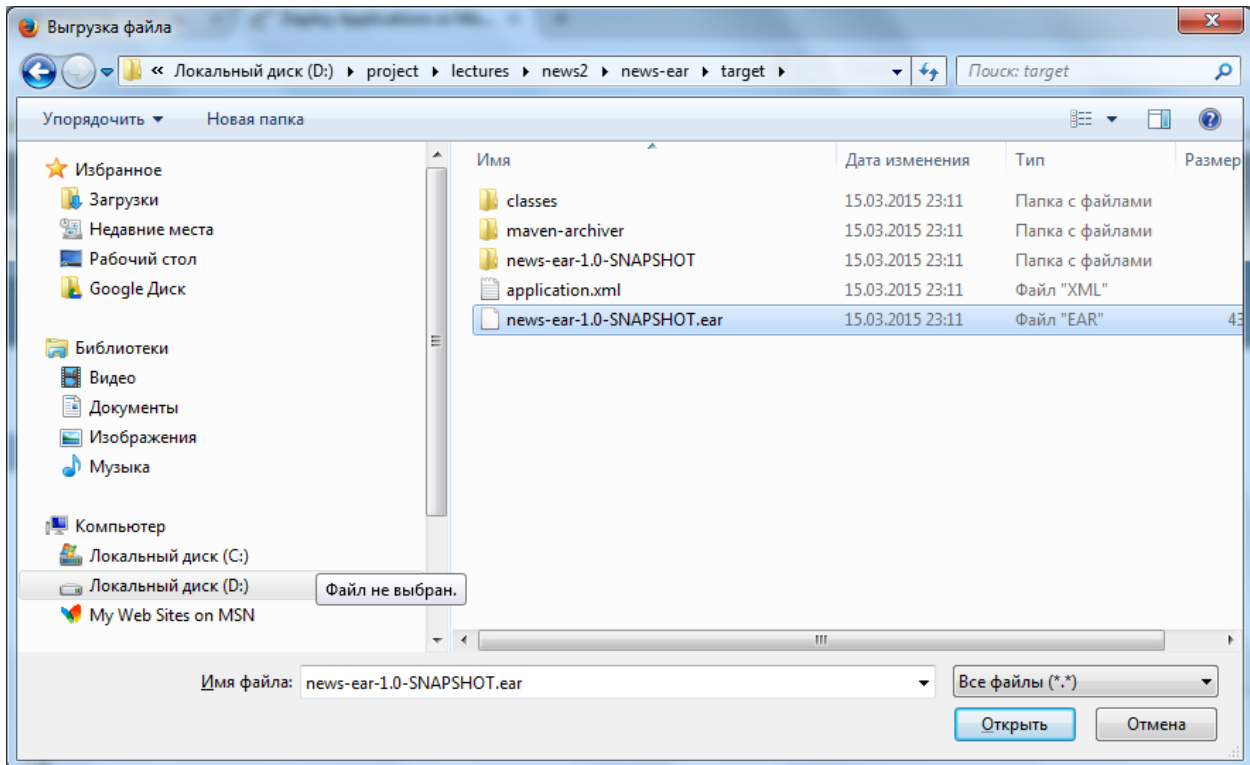 Выгрузка файла
« Локальный диск (D:) project lectures news2 news-ear target
Поиск: target
Упорядочить Новая папка
Избранное
Загрузки
Недавние места
Рабочий стол
Google Диск
Библиотеки
Видео
Документы
Изображения
Музыка
Компьютер
Локальный диск (C:)
Локальный диск (D:)
My Web Sites on MSN
Файл не выбран.
Имя Дата изменения Тип Размер
classes 15.03.2015 23:11 Папка с файлами
maven-archiver 15.03.2015 23:11 Папка с файлами
news-ear-1.0-SNAPSHOT 15.03.2015 23:11 Папка с файлами
application.xml 15.03.2015 23:11 Файл "XML"
news-ear-1.0-SNAPSHOT.ear 15.03.2015 23:11 Файл "EAR" 43
Имя файла: news-ear-1.0-SNAPSHOT.ear Все файлы (*.*)
Открыть Отмена